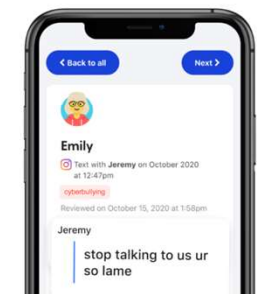 Back to all
Next
Emily
Text with Jeremy on October 2020
at 12:47pm
cyberbullying
Reviewed on October 15, 2020 at 1:58pm
Jeremy
stop talking to us ur
so lame